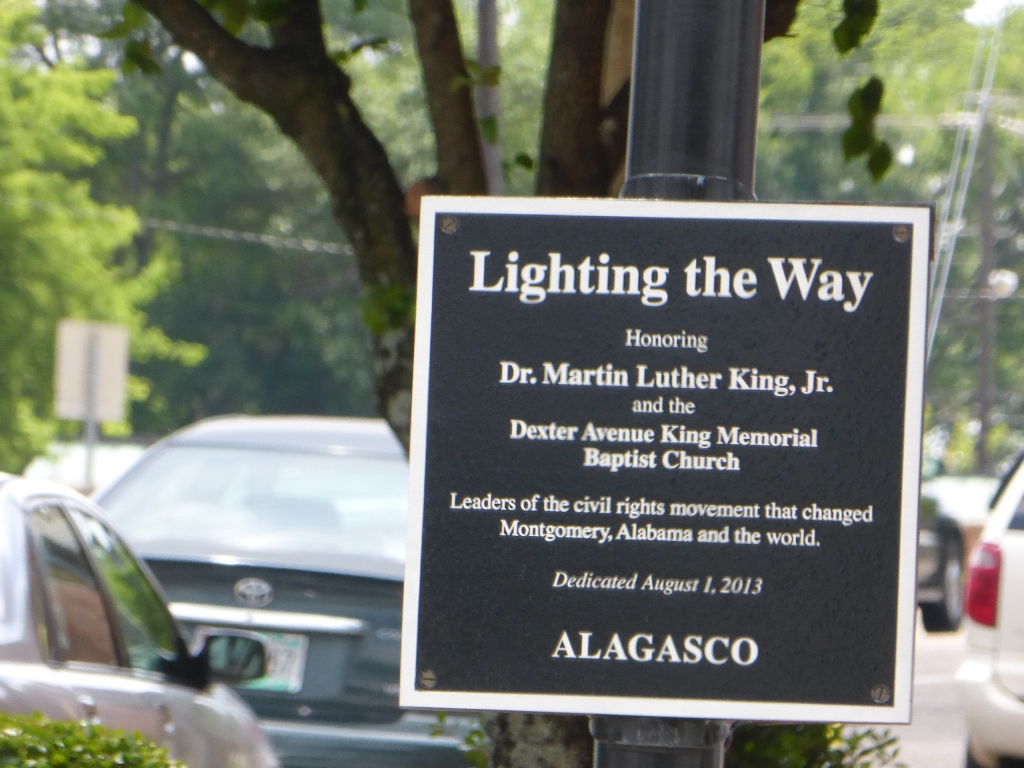 Lighting the Way
Honoring
Dr. Martin Luther King, Jr.
and the
Dexter Avenue King Memorial
Baptist Church
Leaders of the civil rights movement that changed
Montgomery, Alabama and the world.
Dedicated August 1, 2013
ALAGASCO